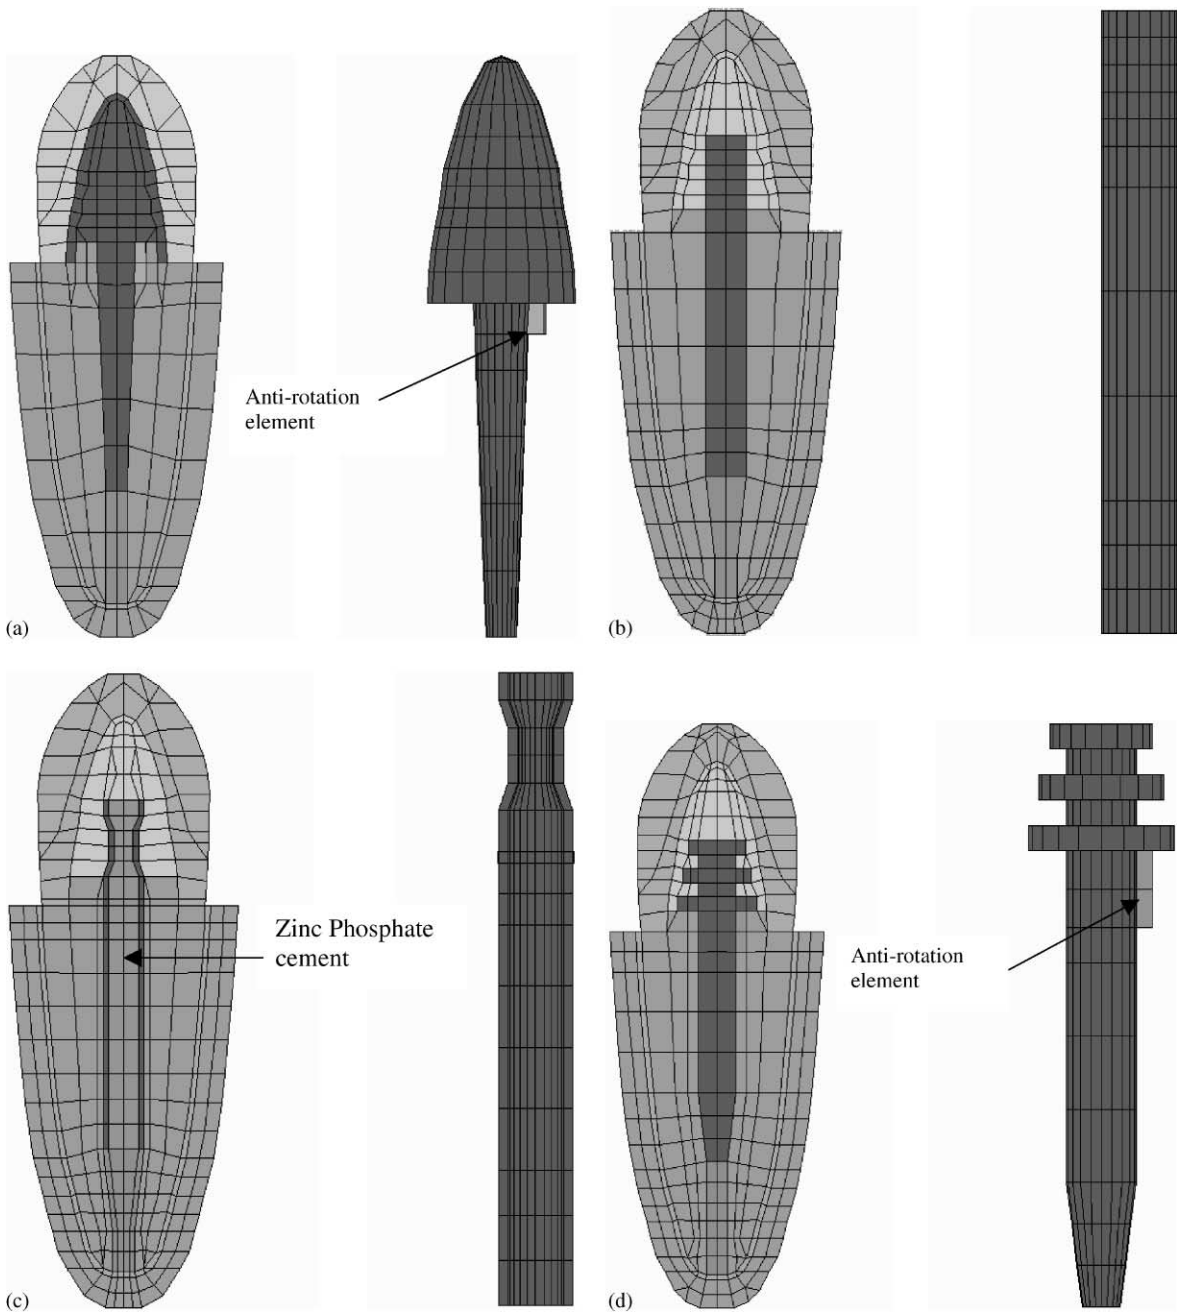 Anti-rotation
element
(a)
(b)
Zinc Phosphate
cement
Anti-rotation
element
(c)
(d)